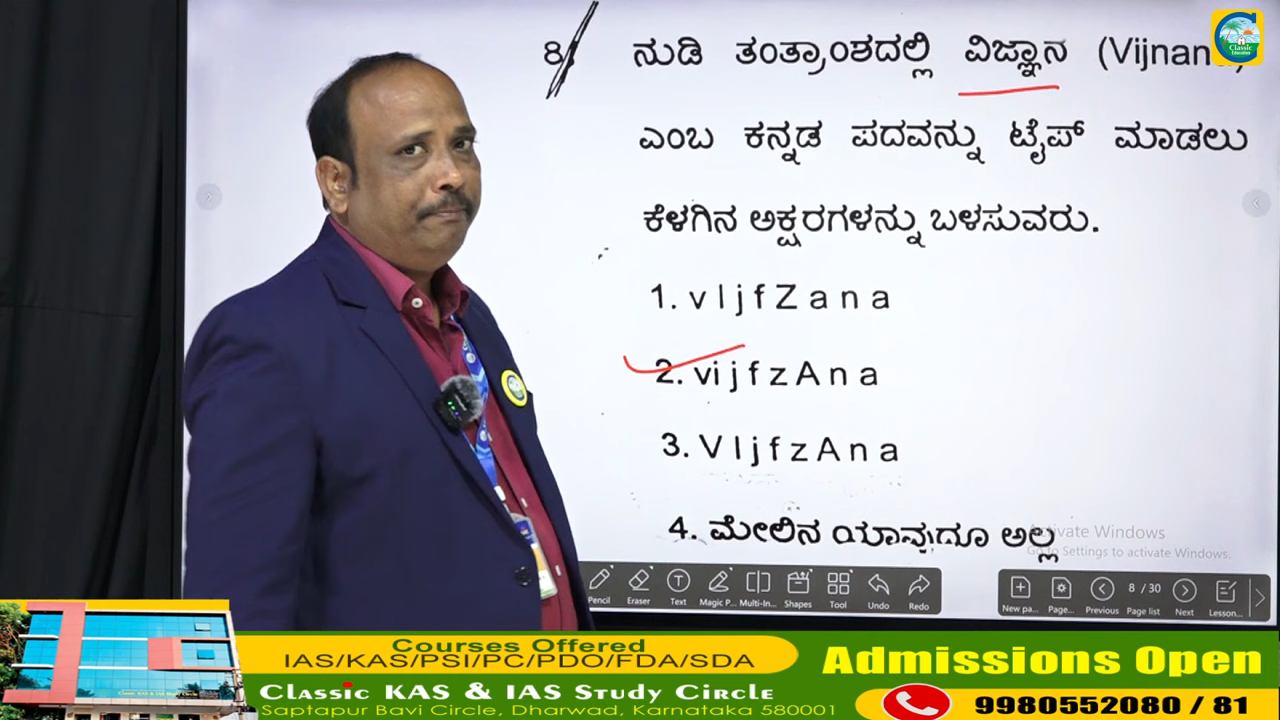 8. ನುಡಿ ತಂತ್ರಾಂಶದಲ್ಲಿ ವಿಜ್ಞಾನ (Vijnana)
ಎಂಬ ಕನ್ನಡ ಪದವನ್ನು ಟೈಪ್ ಮಾಡಲು
ಕೆಳಗಿನ ಅಕ್ಷರಗಳನ್ನು ಬಳಸುವರು.
1. v I j f Z a n a
2. v i j f z A n a
3. V I j f z A n a
4. ಮೇಲಿನ ಯಾವುದೂ ಅಲ್ಲ
Activate Windows
Go to Settings to activate Windows.
Pencil Eraser Text Magic P... Multi-In... Shapes Tool Undo Redo
New pa... Page... Previous 8 / 30 Page list Next Lesson...
Classic
Education
Courses Offered
IAS/KAS/PSI/PC/PDO/FDA/SDA
Classic KAS & IAS Study Circle
Saptapur Bavi Circle, Dharwad, Karnataka 580001
Admissions Open
9980552080 / 81